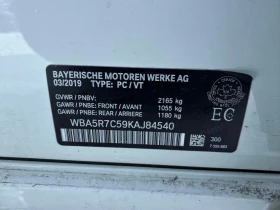 BAYERISCHE MOTOREN WERKE AG
03/2019 TYPE: PC / VT
GVWR / PNBV: 2165 kg
GAWR / PNBE: FRONT / AVANT 1055 kg
GAWR / PNBE: REAR / ARRIERE 1180 kg
WBA5R7C59KAJ84540
EC
300